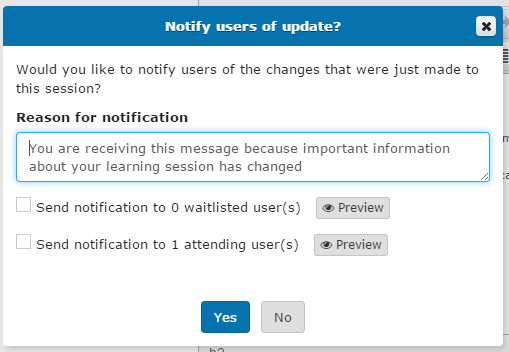 Notify users of update?
Would you like to notify users of the changes that were just made to
this session?
Reason for notification
You are receiving this message because important information
about your learning session has changed
Send notification to 0 waitlisted user(s) Preview
Send notification to 1 attending user(s) Preview
Yes No